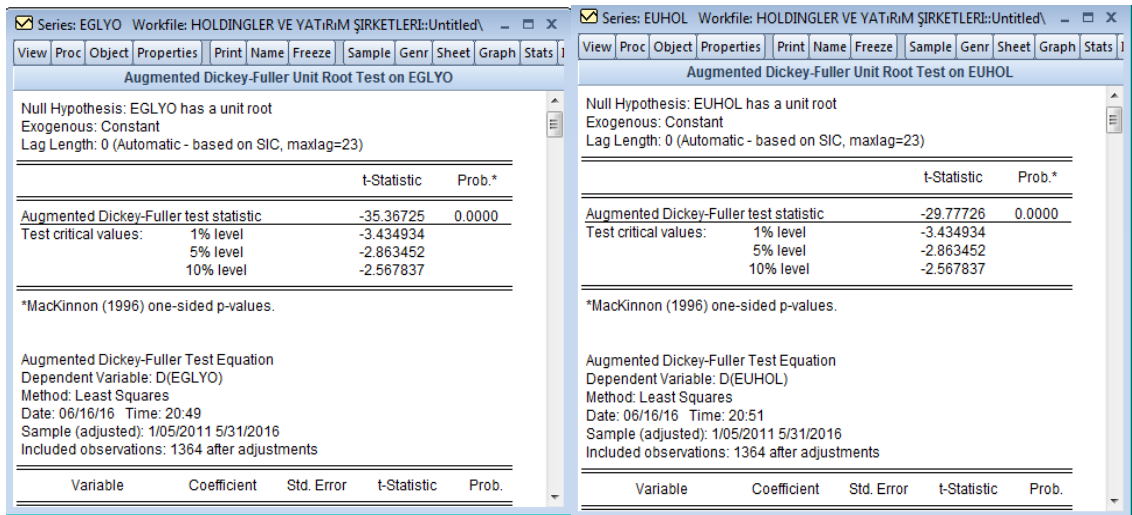 Series: EGLYO Workfile: HOLDINGLER VE YATıRıM ŞIRKETLERI::Untitled\
View Proc Object Properties Print Name Freeze Sample Genr Sheet Graph Stats
Augmented Dickey-Fuller Unit Root Test on EGLYO
Null Hypothesis: EGLYO has a unit root
Exogenous: Constant
Lag Length: 0 (Automatic - based on SIC, maxlag=23)
t-Statistic Prob.*
Augmented Dickey-Fuller test statistic -35.36725 0.0000
Test critical values: 1% level -3.434934
5% level -2.863452
10% level -2.567837
*MacKinnon (1996) one-sided p-values.
Augmented Dickey-Fuller Test Equation
Dependent Variable: D(EGLYO)
Method: Least Squares
Date: 06/16/16 Time: 20:49
Sample (adjusted): 1/05/2011 5/31/2016
Included observations: 1364 after adjustments
Variable Coefficient Std. Error t-Statistic Prob.
Series: EUHOL Workfile: HOLDINGLER VE YATıRıM ŞIRKETLERI::Untitled\
View Proc Object Properties Print Name Freeze Sample Genr Sheet Graph Stats
Augmented Dickey-Fuller Unit Root Test on EUHOL
Null Hypothesis: EUHOL has a unit root
Exogenous: Constant
Lag Length: 0 (Automatic - based on SIC, maxlag=23)
t-Statistic Prob.*
Augmented Dickey-Fuller test statistic -29.77726 0.0000
Test critical values: 1% level -3.434934
5% level -2.863452
10% level -2.567837
*MacKinnon (1996) one-sided p-values.
Augmented Dickey-Fuller Test Equation
Dependent Variable: D(EUHOL)
Method: Least Squares
Date: 06/16/16 Time: 20:51
Sample (adjusted): 1/05/2011 5/31/2016
Included observations: 1364 after adjustments
Variable Coefficient Std. Error t-Statistic Prob.